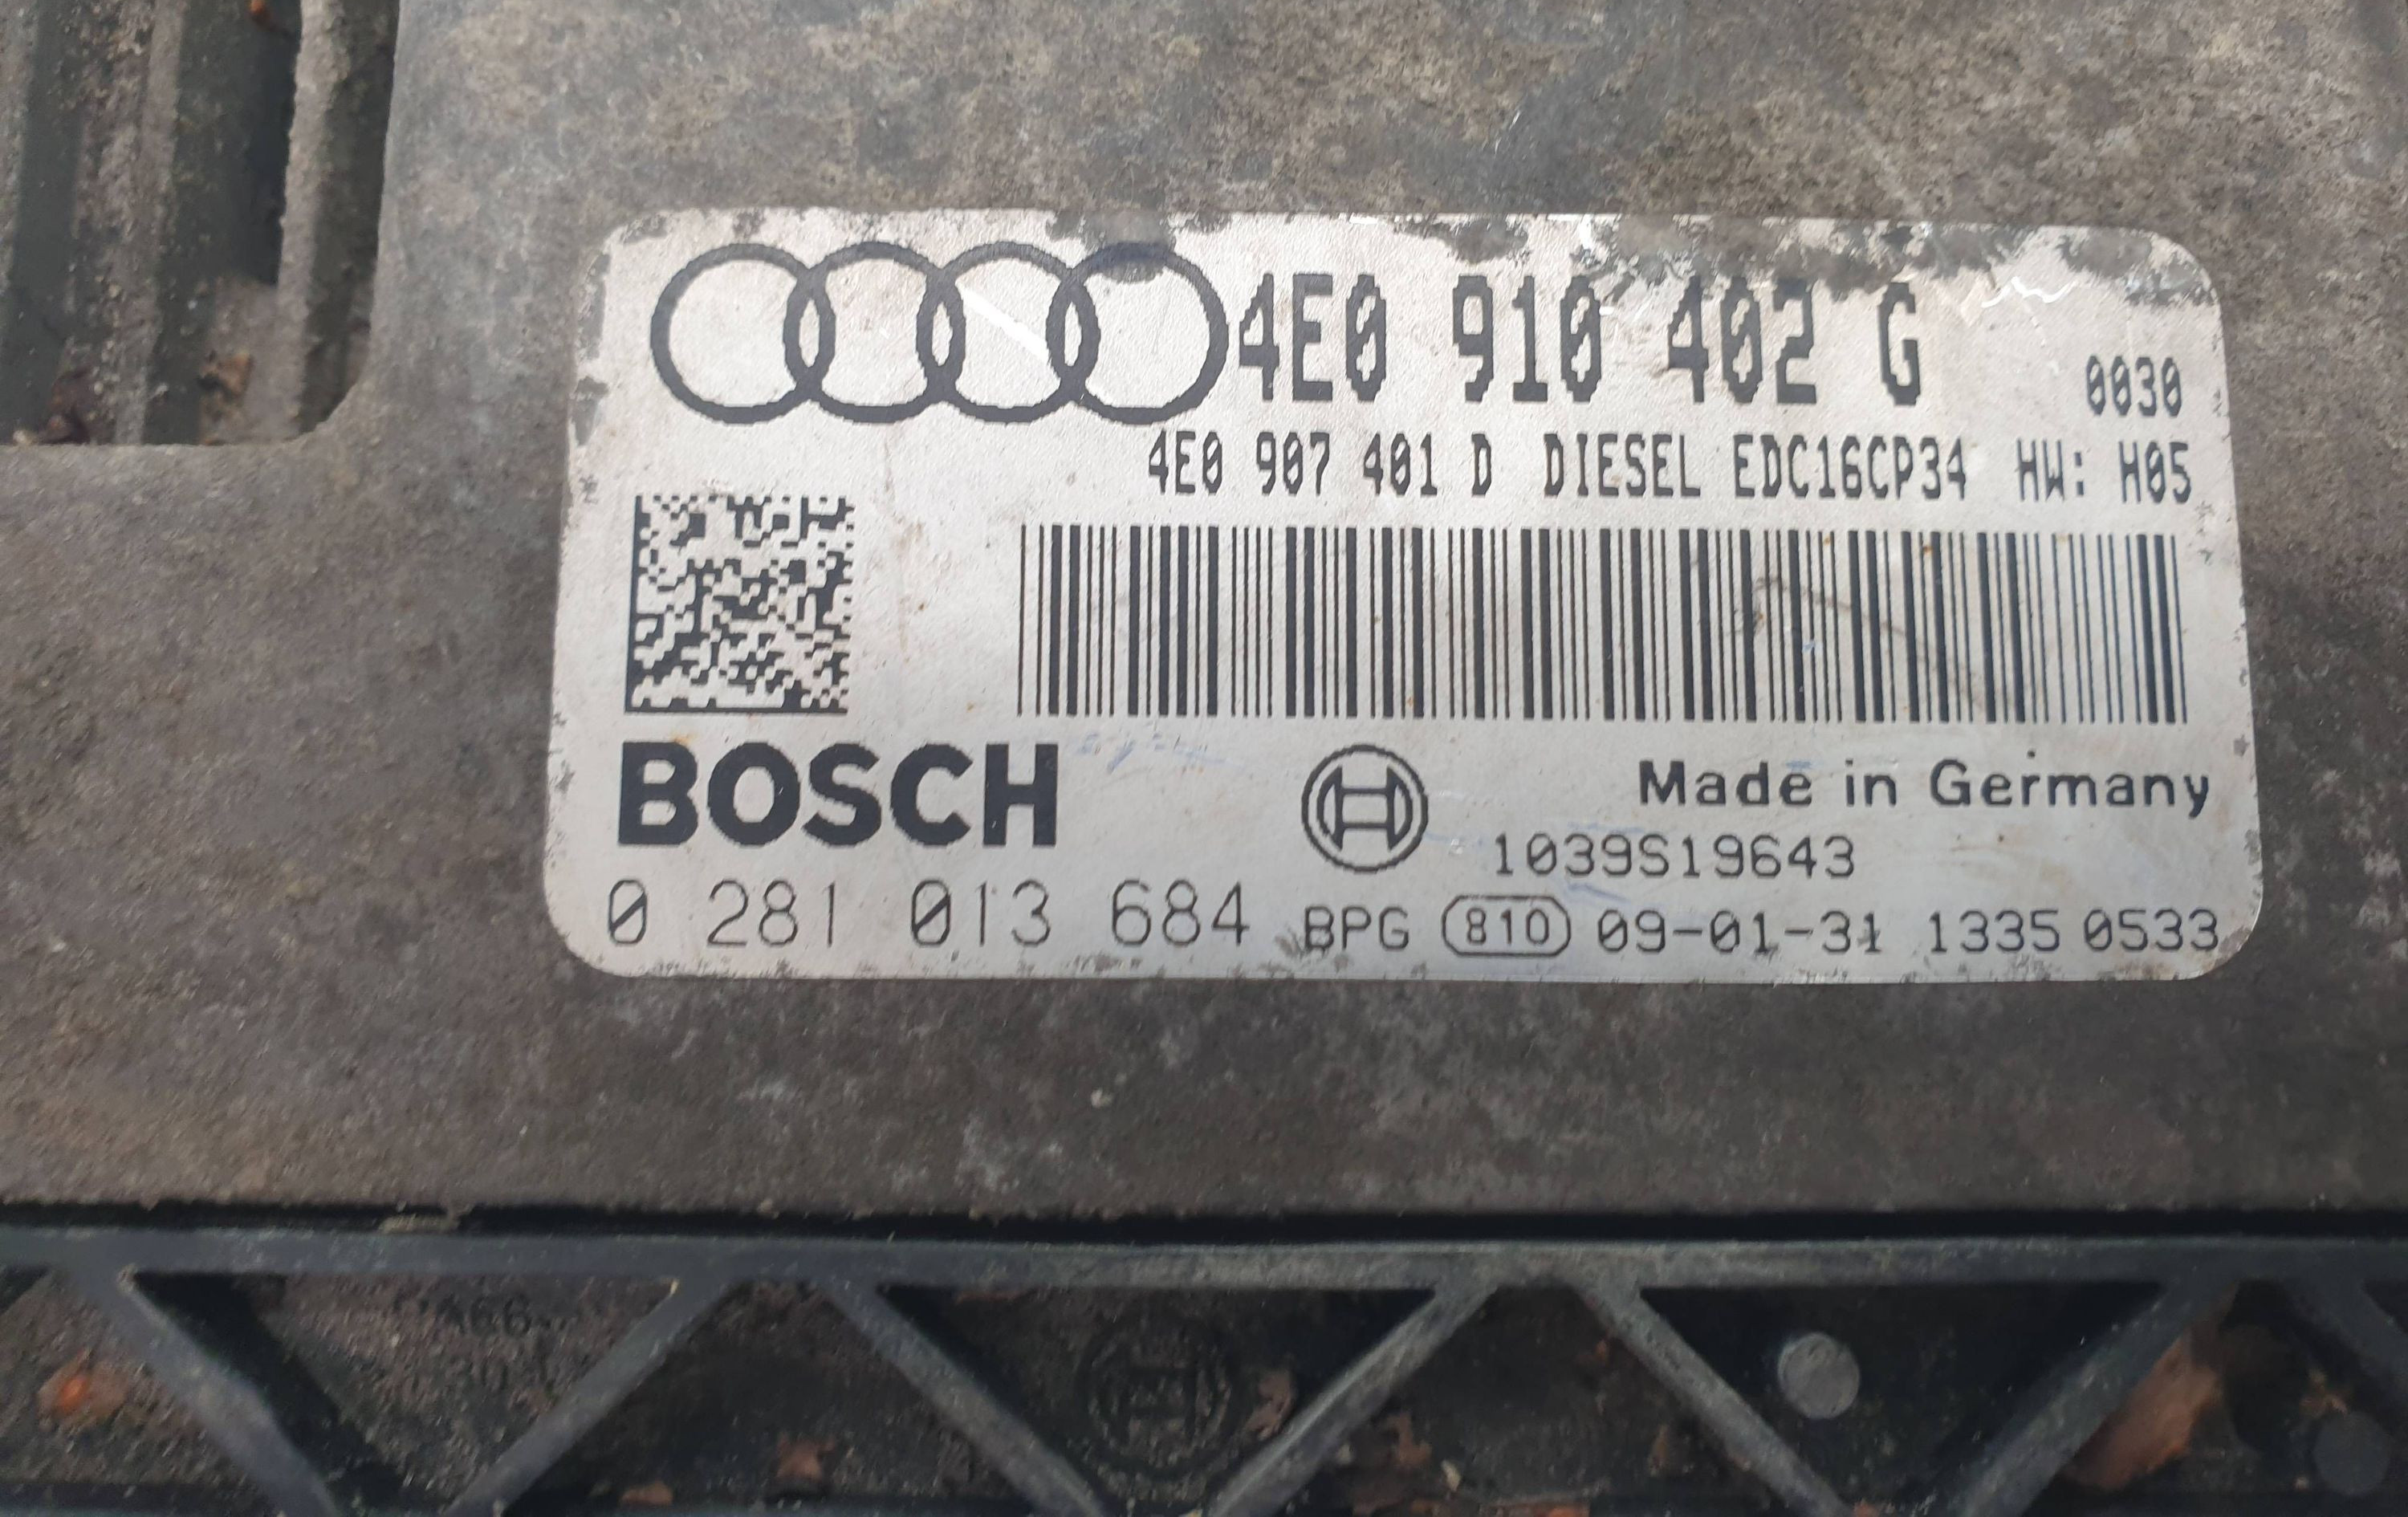 4E0 910 402 G 0030
4E0 907 401 D DIESEL EDC16CP34 HW: H05
BOSCH Made in Germany
1039S19643
0 281 013 684 BPG 810 09-01-31 1335 0533